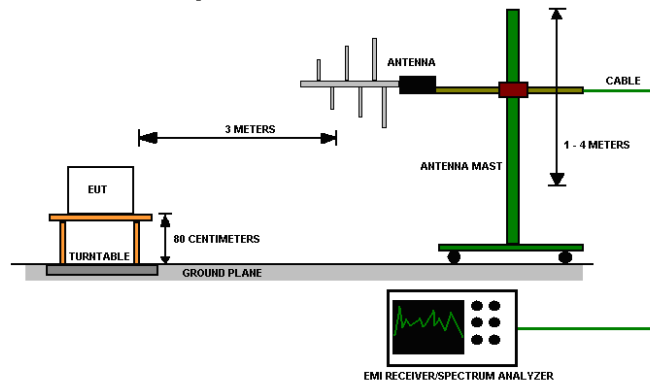 ANTENNA
CABLE
3 METERS
1 - 4 METERS
ANTENNA MAST
EUT
80 CENTIMETERS
TURNTABLE
GROUND PLANE
EMI RECEIVER/SPECTRUM ANALYZER